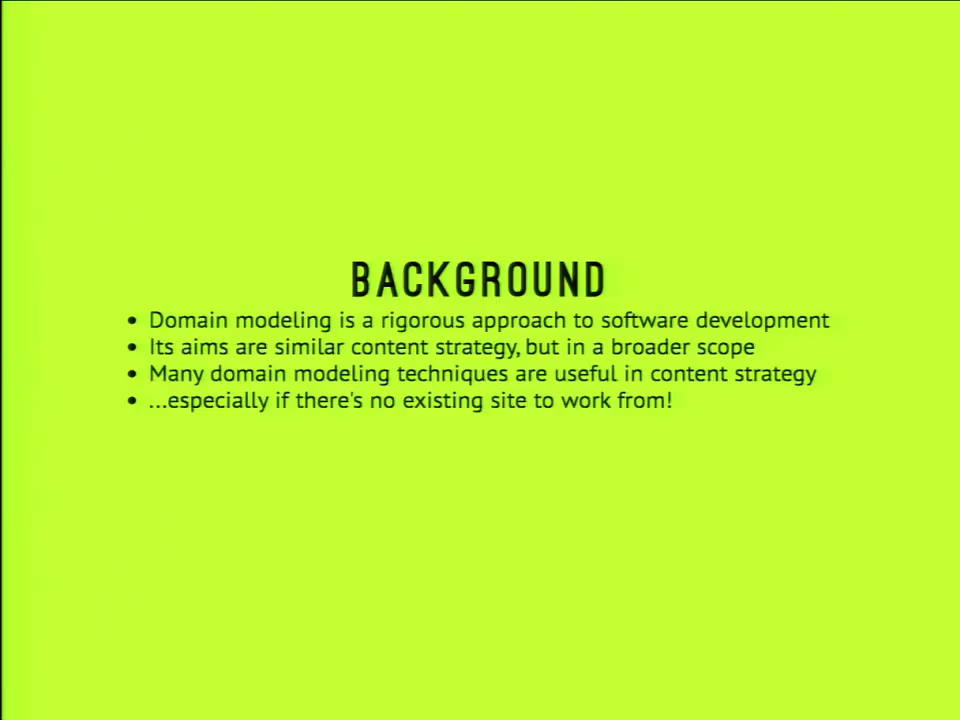 BACKGROUND
• Domain modeling is a rigorous approach to software development
• Its aims are similar content strategy, but in a broader scope
• Many domain modeling techniques are useful in content strategy
• ...especially if there's no existing site to work from!